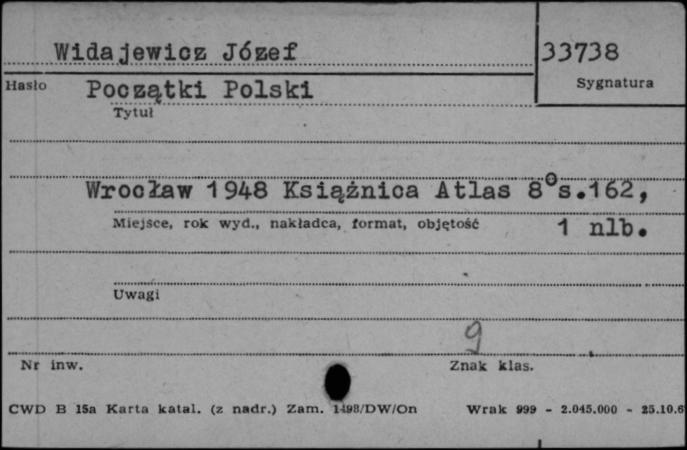 Widajewicz Józef
33738
Hasło
Sygnatura
Początki Polski
Tytuł
Wrocław 1948 Książnica Atlas 8° s.162,
Miejsce, rok wyd., nakładca, format, objętość
1 nlb.
Uwagi
9
Nr inw.
Znak klas.
CWD B 15a Karta katal. (z nadr.) Zam. 1498/DW/On Wrak 999 - 2.045.000 - 25.10.6